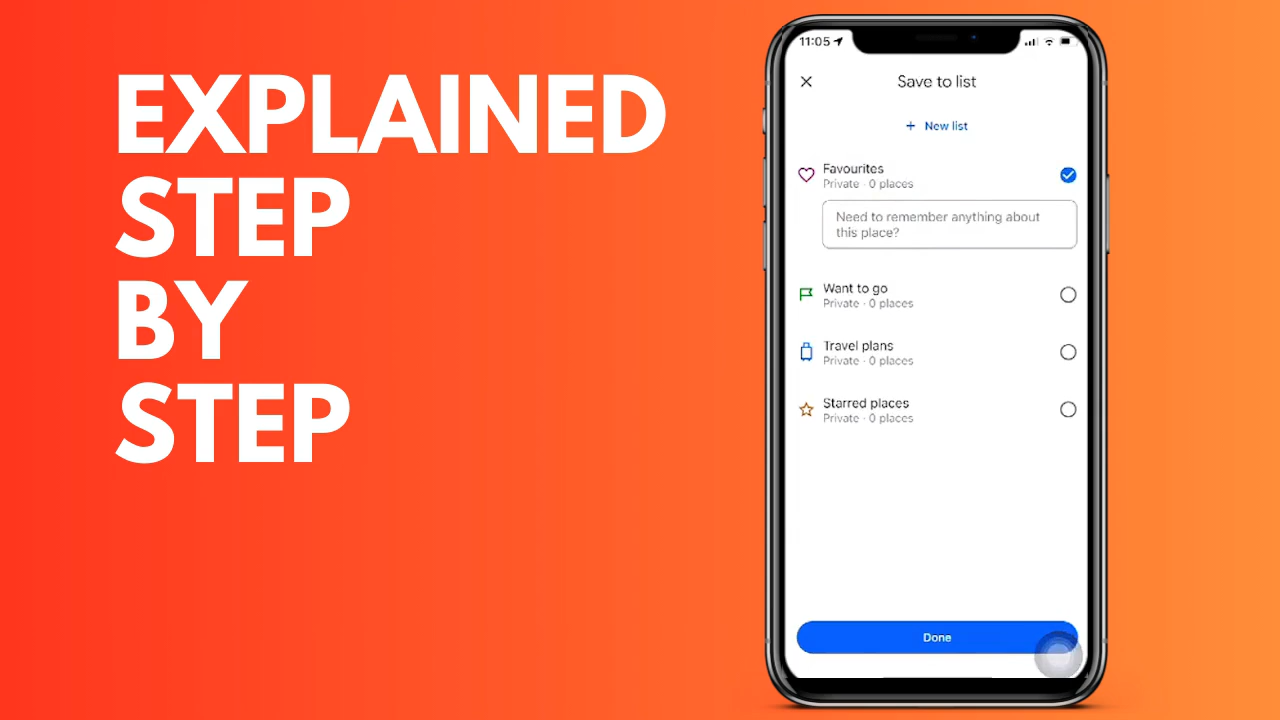 EXPLAINED
STEP
BY
STEP
11:05
Save to list
+ New list
Favourites
Private · 0 places
Need to remember anything about
this place?
Want to go
Private · 0 places
Travel plans
Private · 0 places
Starred places
Private · 0 places
Done